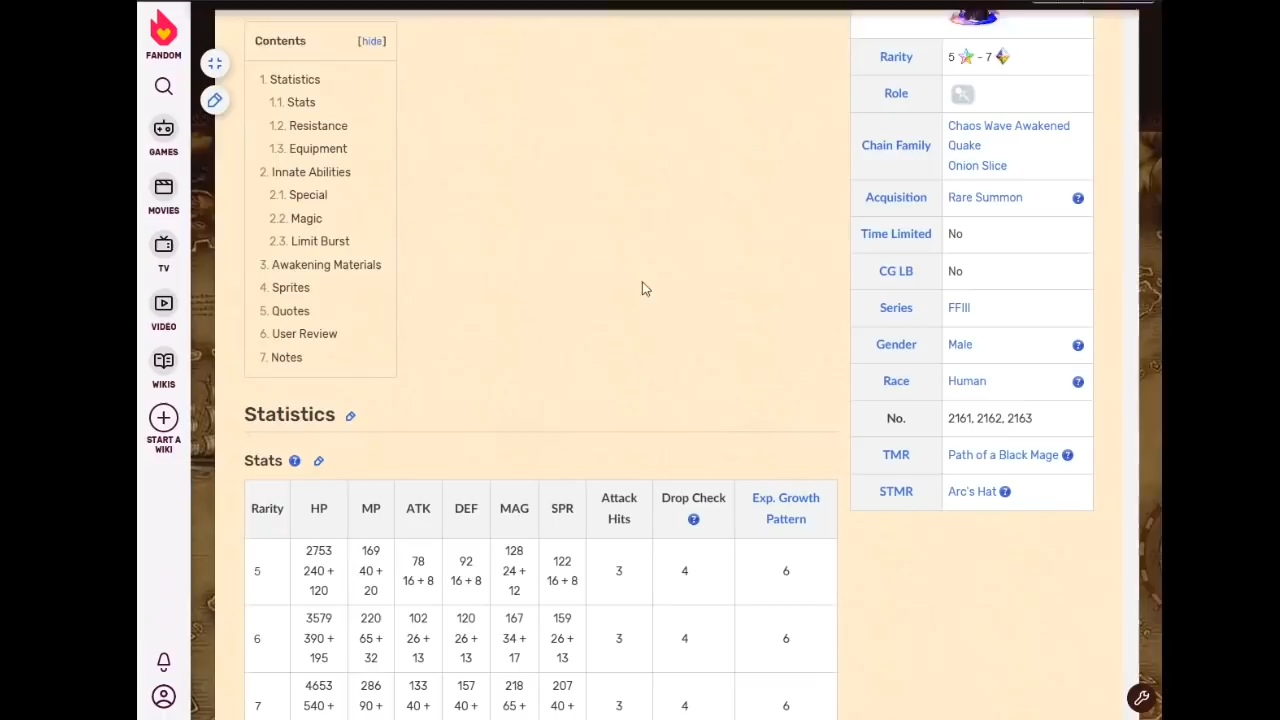 FANDOM
GAMES
MOVIES
TV
VIDEO
WIKIS
START A
WIKI
Contents [hide]
1. Statistics
1.1. Stats
1.2. Resistance
1.3. Equipment
2. Innate Abilities
2.1. Special
2.2. Magic
2.3. Limit Burst
3. Awakening Materials
4. Sprites
5. Quotes
6. User Review
7. Notes
Rarity 5 - 7
Role
Chain Family
Chaos Wave Awakened
Quake
Onion Slice
Acquisition Rare Summon ?
Time Limited No
CG LB No
Series FFIII
Gender Male ?
Race Human ?
No. 2161, 2162, 2163
TMR Path of a Black Mage ?
STMR Arc's Hat ?
Statistics
Stats ?
Rarity HP MP ATK DEF MAG SPR Attack Hits Drop Check ? Exp. Growth Pattern
5 2753 240 + 120 169 40 + 20 78 16 + 8 92 16 + 8 128 24 + 12 122 16 + 8 3 4 6
6 3579 390 + 195 220 65 + 32 102 26 + 13 120 26 + 13 167 34 + 17 159 26 + 13 3 4 6
7 4653 540 + 286 90 + 133 40 + 157 40 + 218 65 + 207 40 + 3 4 6